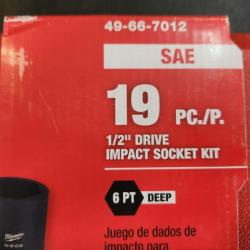 49-66-7012
SAE
19 PC./P.
1/2" DRIVE
IMPACT SOCKET KIT
6 PT DEEP
Milwaukee
Juego de dados de
impacto para